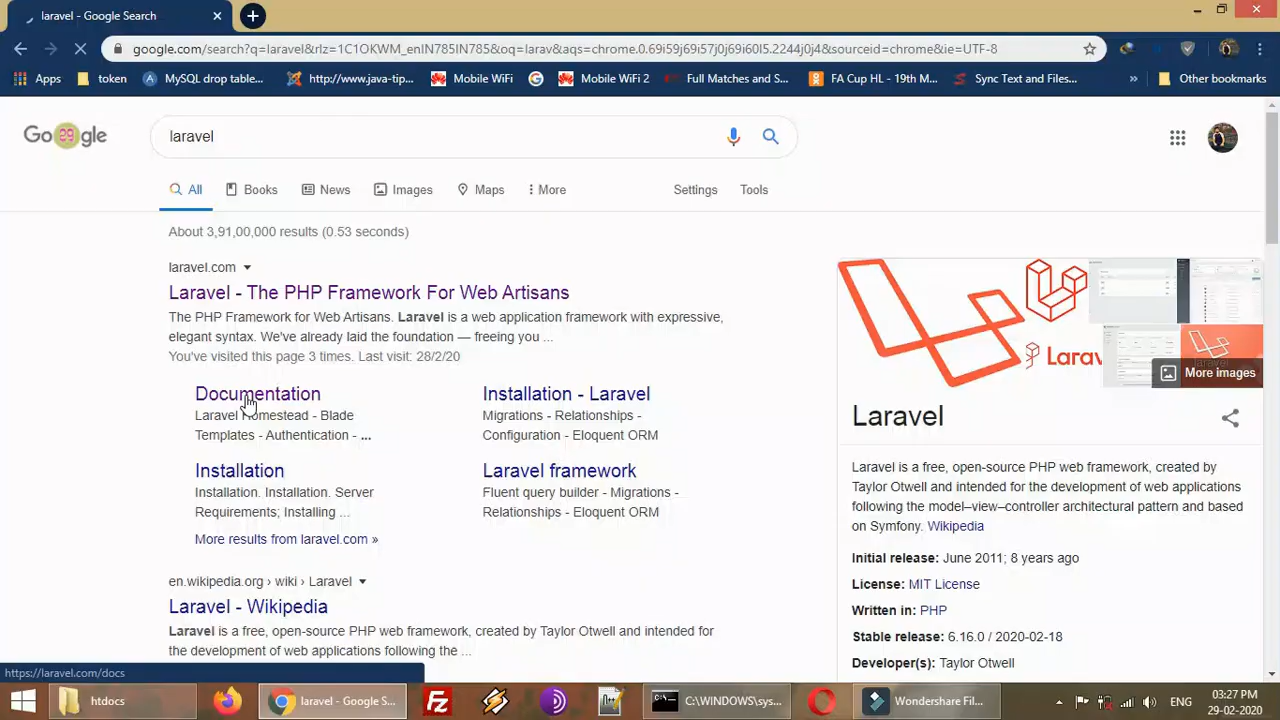 laravel - Google Search
google.com/search?q=laravel&rlz=1C1OKWM_enIN785IN785&oq=larav&aqs=chrome.0.69i59j69i57j0j69i60l5.2244j0j4&sourceid=chrome&ie=UTF-8
Apps token MySQL drop table... http://www.java-tip... Mobile WiFi Mobile WiFi 2 Full Matches and S... FA Cup HL - 19th M... Sync Text and Files... » Other bookmarks
Go29gle laravel
All Books News Images Maps More Settings Tools
About 3,91,00,000 results (0.53 seconds)
laravel.com
Laravel - The PHP Framework For Web Artisans
The PHP Framework for Web Artisans. Laravel is a web application framework with expressive,
elegant syntax. We've already laid the foundation — freeing you ...
You've visited this page 3 times. Last visit: 28/2/20
Documentation
Laravel Homestead - Blade
Templates - Authentication - ...
Installation - Laravel
Migrations - Relationships -
Configuration - Eloquent ORM
Installation
Installation. Installation. Server
Requirements; Installing ...
Laravel framework
Fluent query builder - Migrations -
Relationships - Eloquent ORM
More results from laravel.com »
en.wikipedia.org › wiki › Laravel
Laravel - Wikipedia
Laravel is a free, open-source PHP web framework, created by Taylor Otwell and intended for
the development of web applications following the ...
More images
Laravel
Laravel is a free, open-source PHP web framework, created by
Taylor Otwell and intended for the development of web applications
following the model–view–controller architectural pattern and based
on Symfony. Wikipedia
Initial release: June 2011; 8 years ago
License: MIT License
Written in: PHP
Stable release: 6.16.0 / 2020-02-18
Developer(s): Taylor Otwell
https://laravel.com/docs
htdocs laravel - Google S... C:\WINDOWS\sys... Wondershare Fil... ENG 03:27 PM
29-02-2020